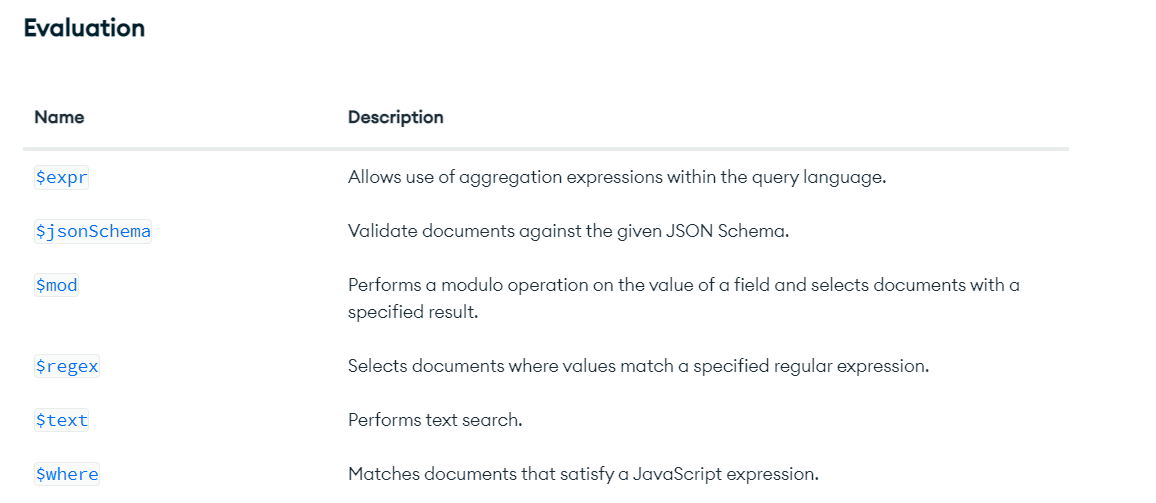 Evaluation
Name Description
$expr Allows use of aggregation expressions within the query language.
$jsonSchema Validate documents against the given JSON Schema.
$mod Performs a modulo operation on the value of a field and selects documents with a
specified result.
$regex Selects documents where values match a specified regular expression.
$text Performs text search.
$where Matches documents that satisfy a JavaScript expression.